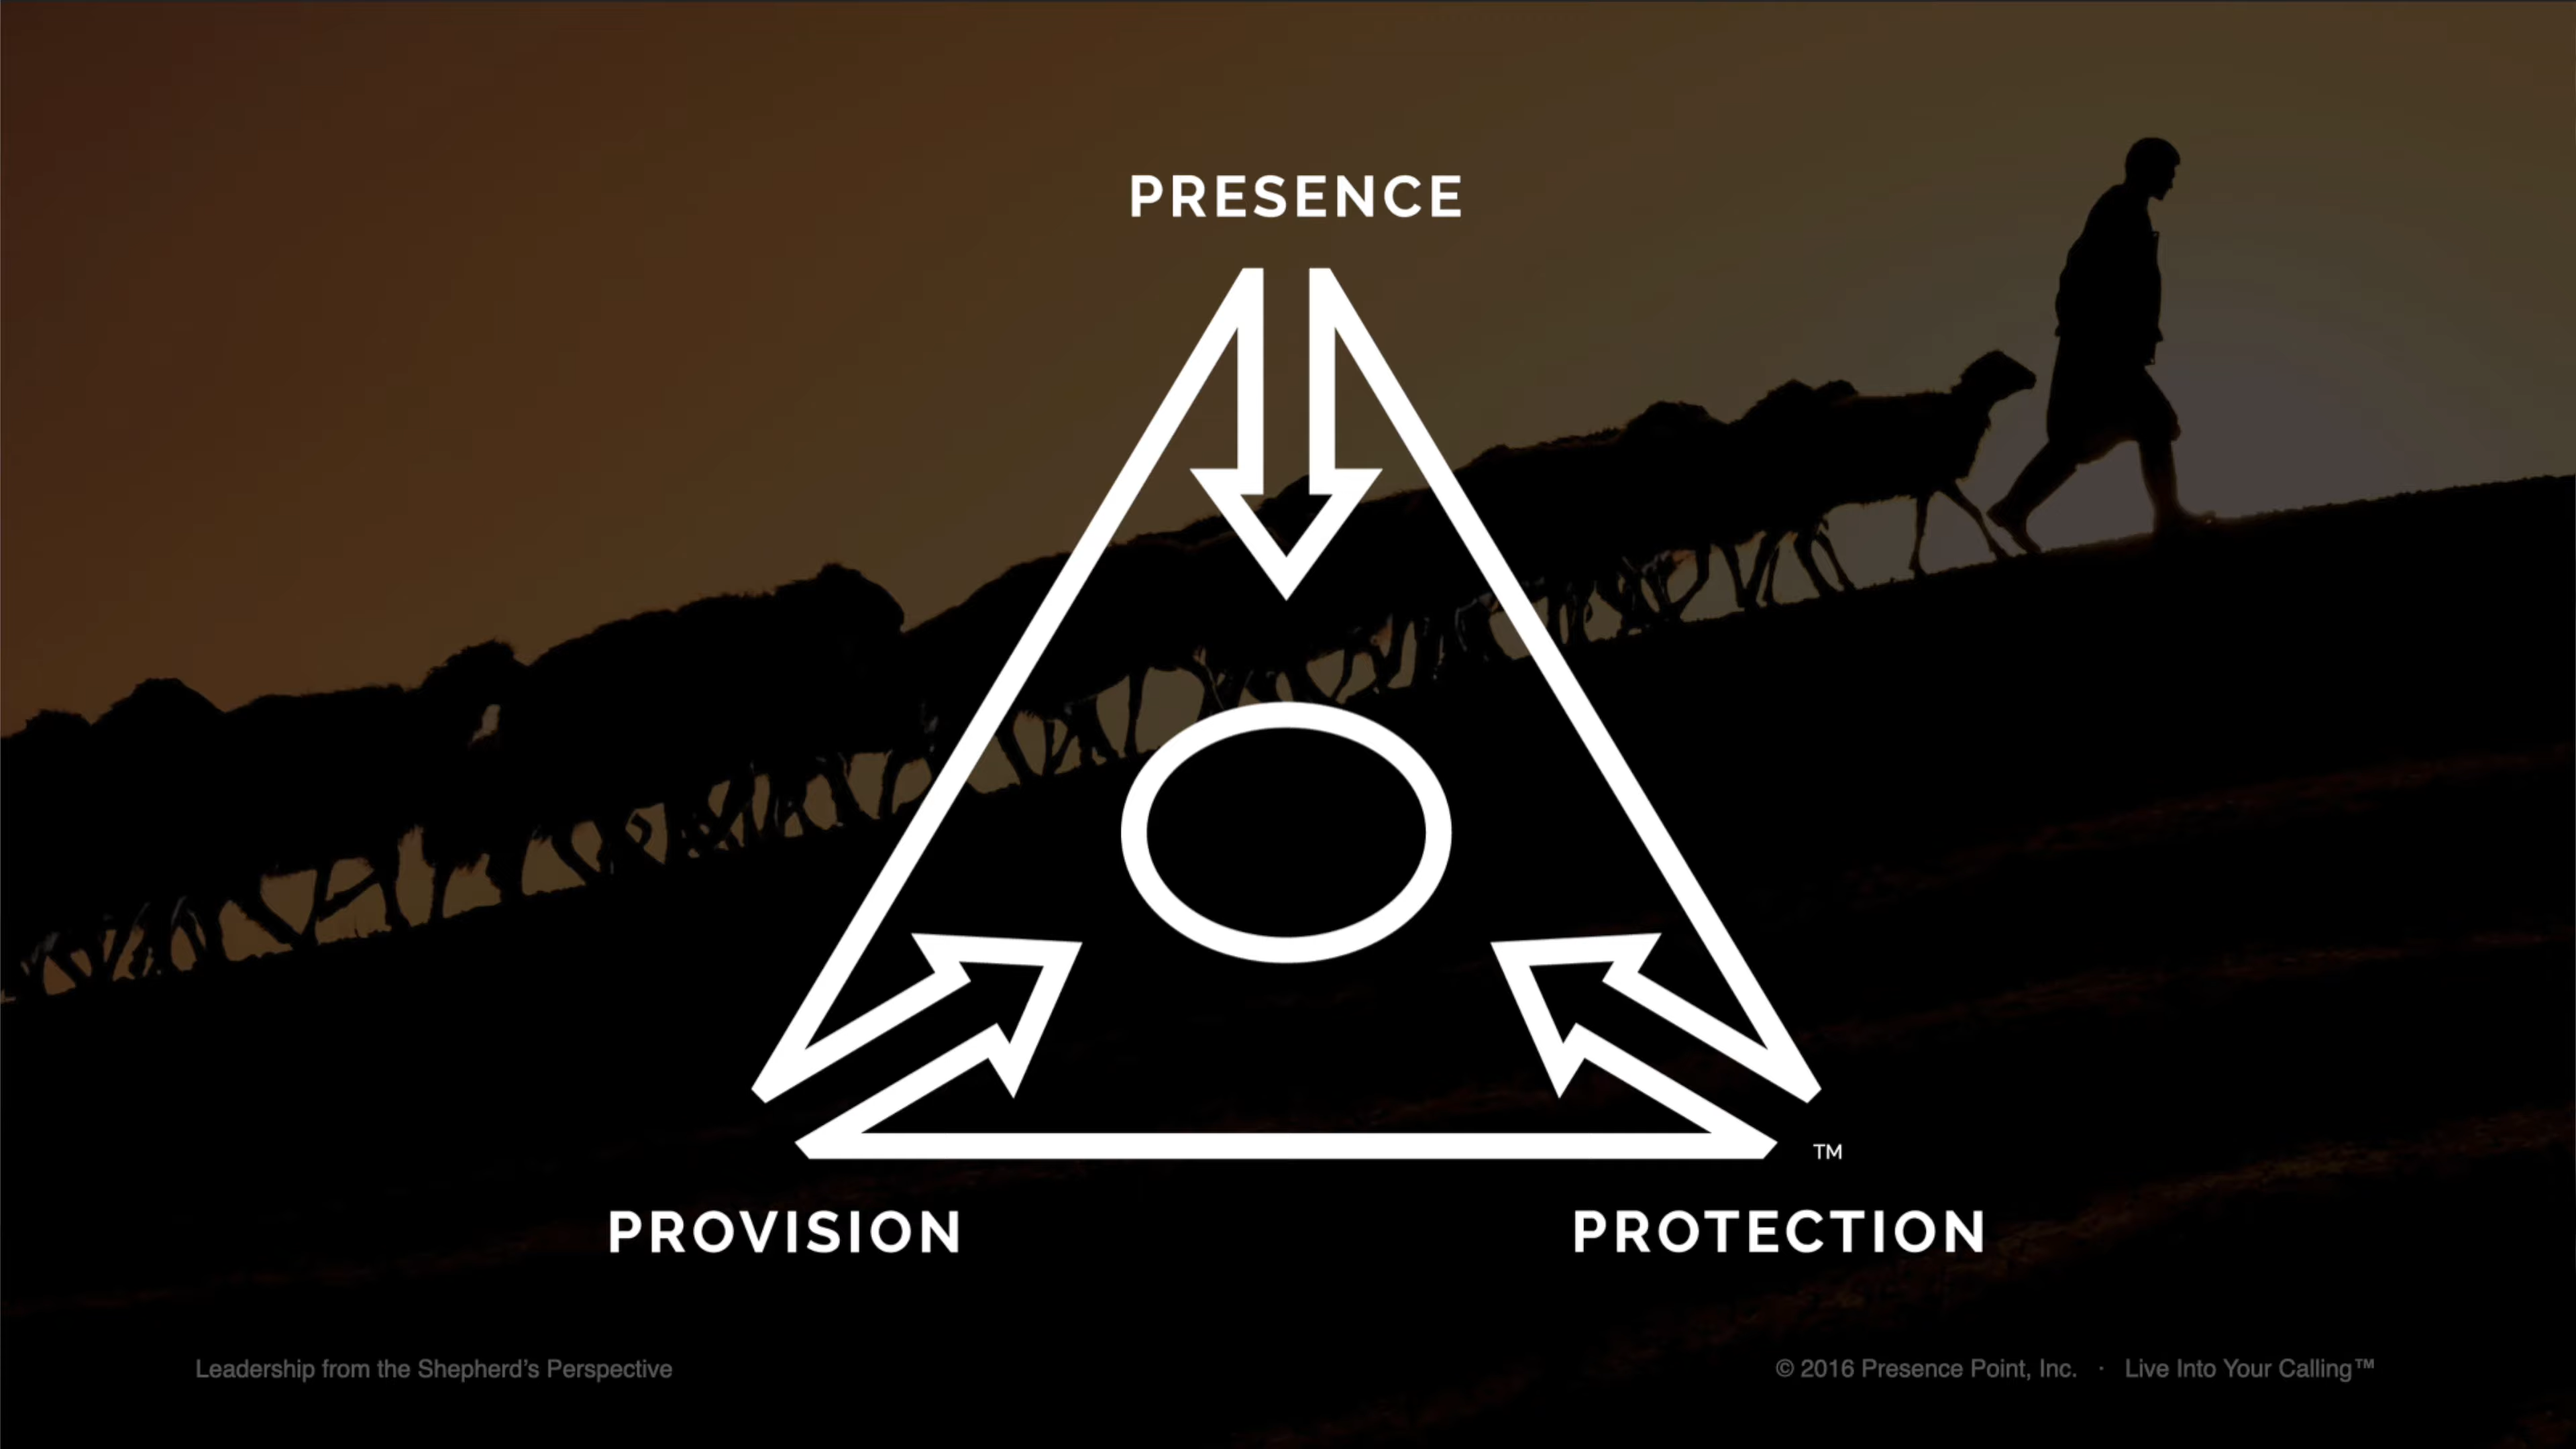 PRESENCE
™
PROVISION
PROTECTION
Leadership from the Shepherd’s Perspective
© 2016 Presence Point, Inc. · Live Into Your Calling™